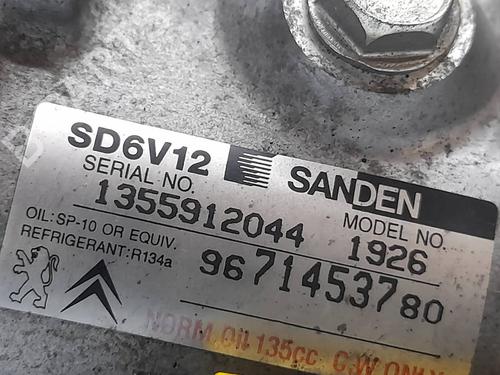 SD6V12
SANDEN
SERIAL NO.
1355912044
MODEL NO.
1926
OIL:SP-10 OR EQUIV.
REFRIGERANT:R134a
9671453780
NORM OIL 135cc C.W ONLY